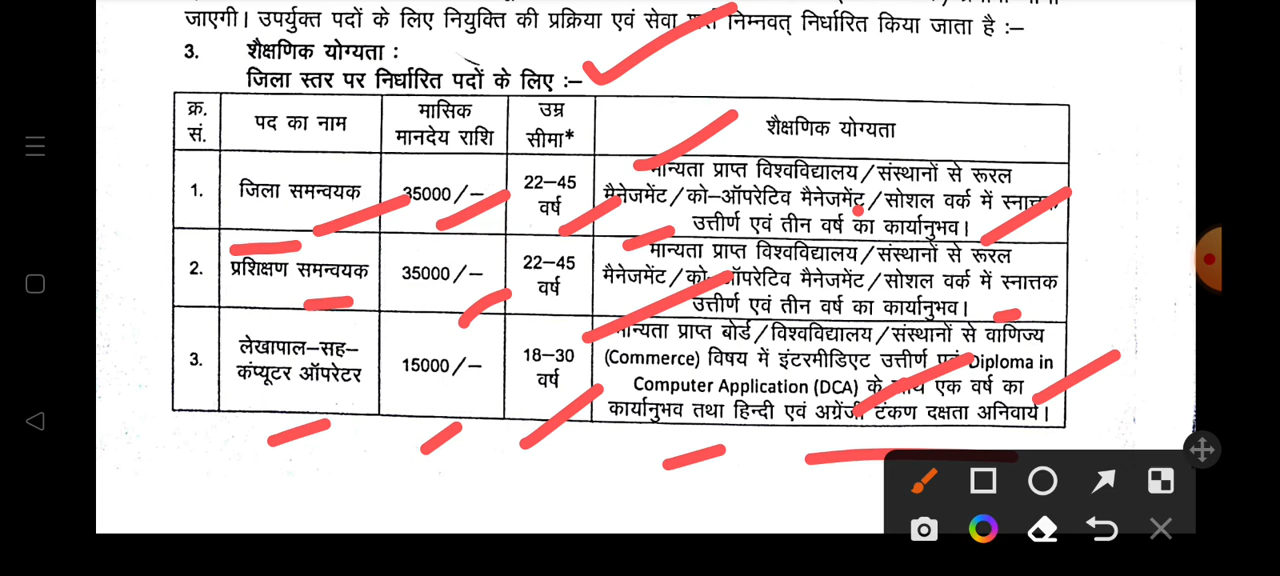 जाएगी। उपर्युक्त पदों के लिए नियुक्ति की प्रक्रिया एवं सेवा निम्नवत् निर्धारित किया जाता है :–
3. शैक्षणिक योग्यता :
जिला स्तर पर निर्धारित पदों के लिए :–
क्र. सं. पद का नाम मासिक मानदेय राशि उम्र सीमा* शैक्षणिक योग्यता
1. जिला समन्वयक 35000/– 22–45 वर्ष मान्यता प्राप्त विश्वविद्यालय/संस्थानों से रूरल
मैनेजमेंट/को–ऑपरेटिव मैनेजमेंट/सोशल वर्क में स्नात्तक
उत्तीर्ण एवं तीन वर्ष का कार्यानुभव।
2. प्रशिक्षण समन्वयक 35000/– 22–45 वर्ष मान्यता प्राप्त विश्वविद्यालय/संस्थानों से रूरल
मैनेजमेंट/को–ऑपरेटिव मैनेजमेंट/सोशल वर्क में स्नात्तक
उत्तीर्ण एवं तीन वर्ष का कार्यानुभव।
3. लेखापाल–सह–कंप्यूटर ऑपरेटर 15000/– 18–30 वर्ष मान्यता प्राप्त बोर्ड/विश्वविद्यालय/संस्थानों से वाणिज्य
(Commerce) विषय में इंटरमीडिएट उत्तीर्ण एवं Diploma in
Computer Application (DCA) के साथ एक वर्ष का
कार्यानुभव तथा हिन्दी एवं अग्रेंजी टंकण दक्षता अनिवार्य।